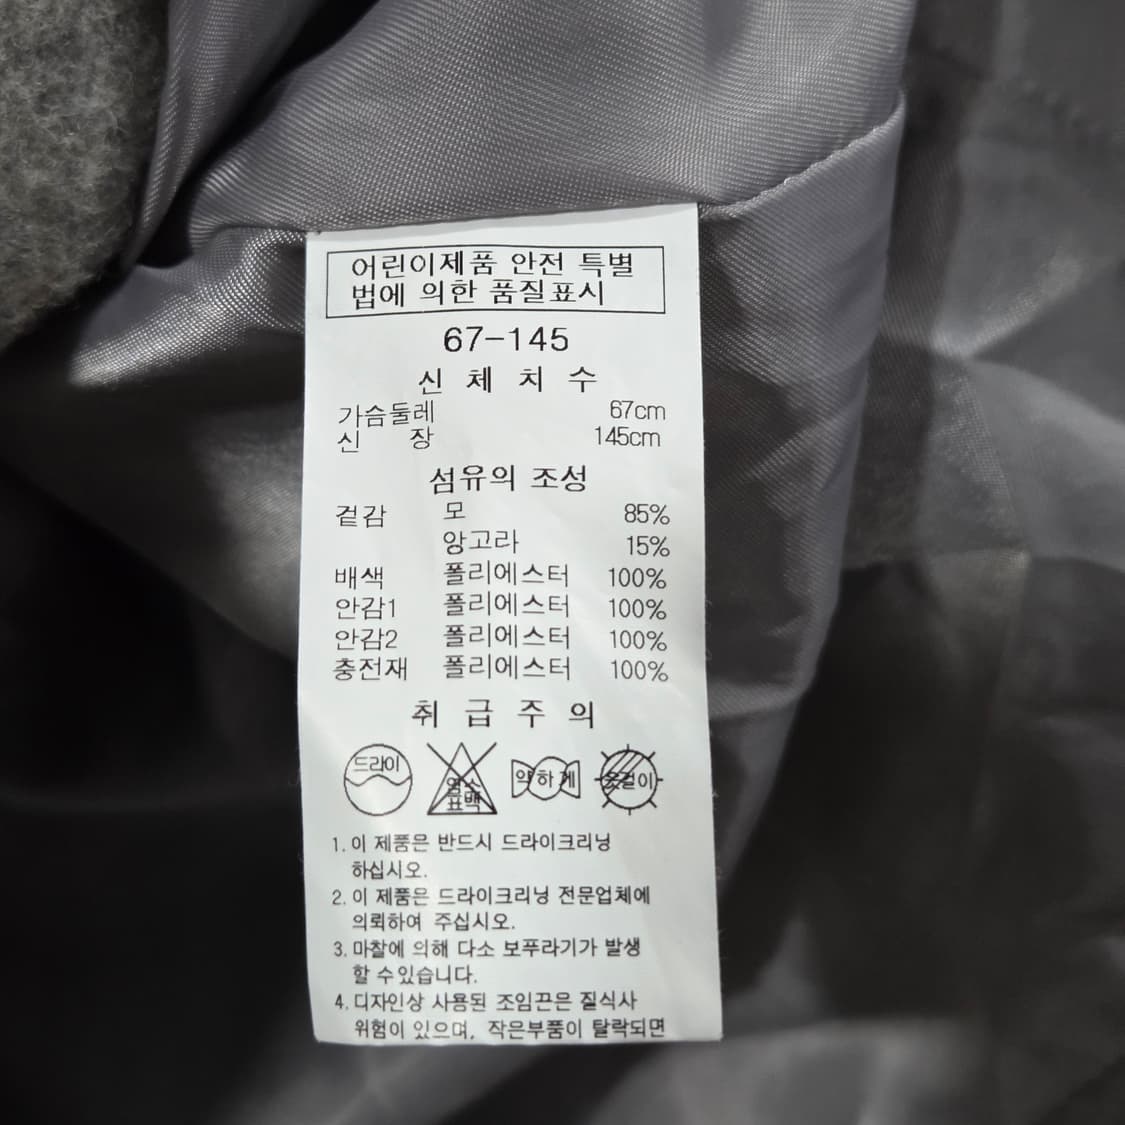 어린이제품 안전 특별
법에 의한 품질표시
67-145
신 체 치 수
가슴둘레 67cm
신 장 145cm
섬유의 조성
겉감 모 85%
앙고라 15%
배색 폴리에스터 100%
안감1 폴리에스터 100%
안감2 폴리에스터 100%
충전재 폴리에스터 100%
취 급 주 의
드라이 염소 표백 약하게 옷걸이
1. 이 제품은 반드시 드라이크리닝
하십시오.
2. 이 제품은 드라이크리닝 전문업체에
의뢰하여 주십시오.
3. 마찰에 의해 다소 보푸라기가 발생
할 수 있습니다.
4. 디자인상 사용된 조임끈은 질식사
위험이 있으며, 작은부품이 탈락되면